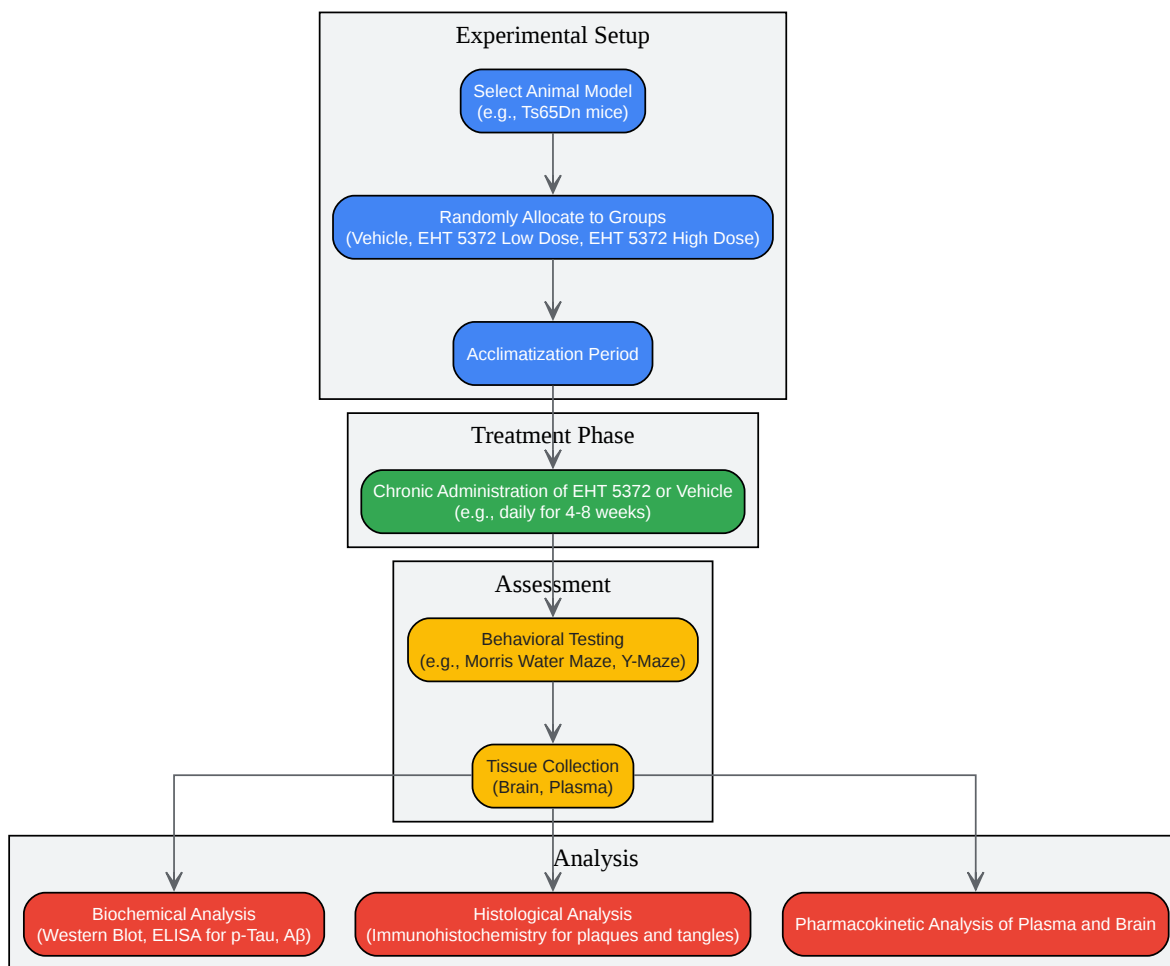 Experimental Setup
Select Animal Model
(e.g., Ts65Dn mice)
Randomly Allocate to Groups
(Vehicle, EHT 5372 Low Dose, EHT 5372 High Dose)
Acclimatization Period
Treatment Phase
Chronic Administration of EHT 5372 or Vehicle
(e.g., daily for 4-8 weeks)
Assessment
Behavioral Testing
(e.g., Morris Water Maze, Y-Maze)
Tissue Collection
(Brain, Plasma)
Analysis
Biochemical Analysis
(Western Blot, ELISA for p-Tau, Aβ)
Histological Analysis
(Immunohistochemistry for plaques and tangles)
Pharmacokinetic Analysis of Plasma and Brain